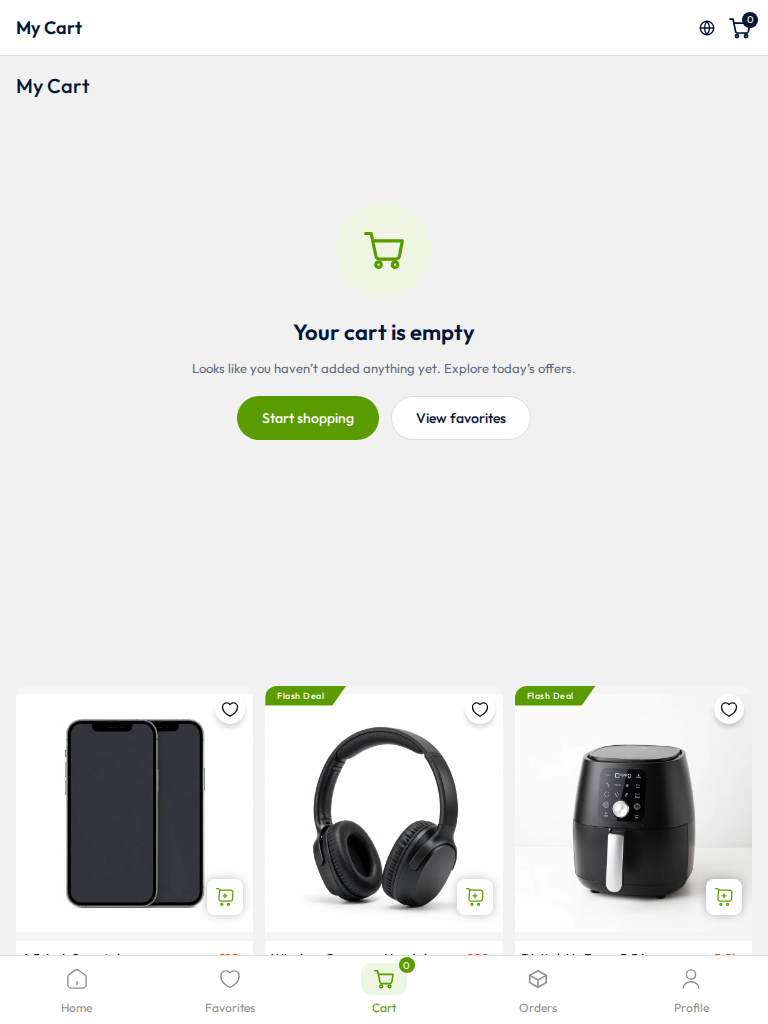 My Cart
0
My Cart
Your cart is empty
Looks like you haven't added anything yet. Explore today's offers.
Start shopping
View favorites
Flash Deal
Flash Deal
0
Home
Favorites
Cart
Orders
Profile